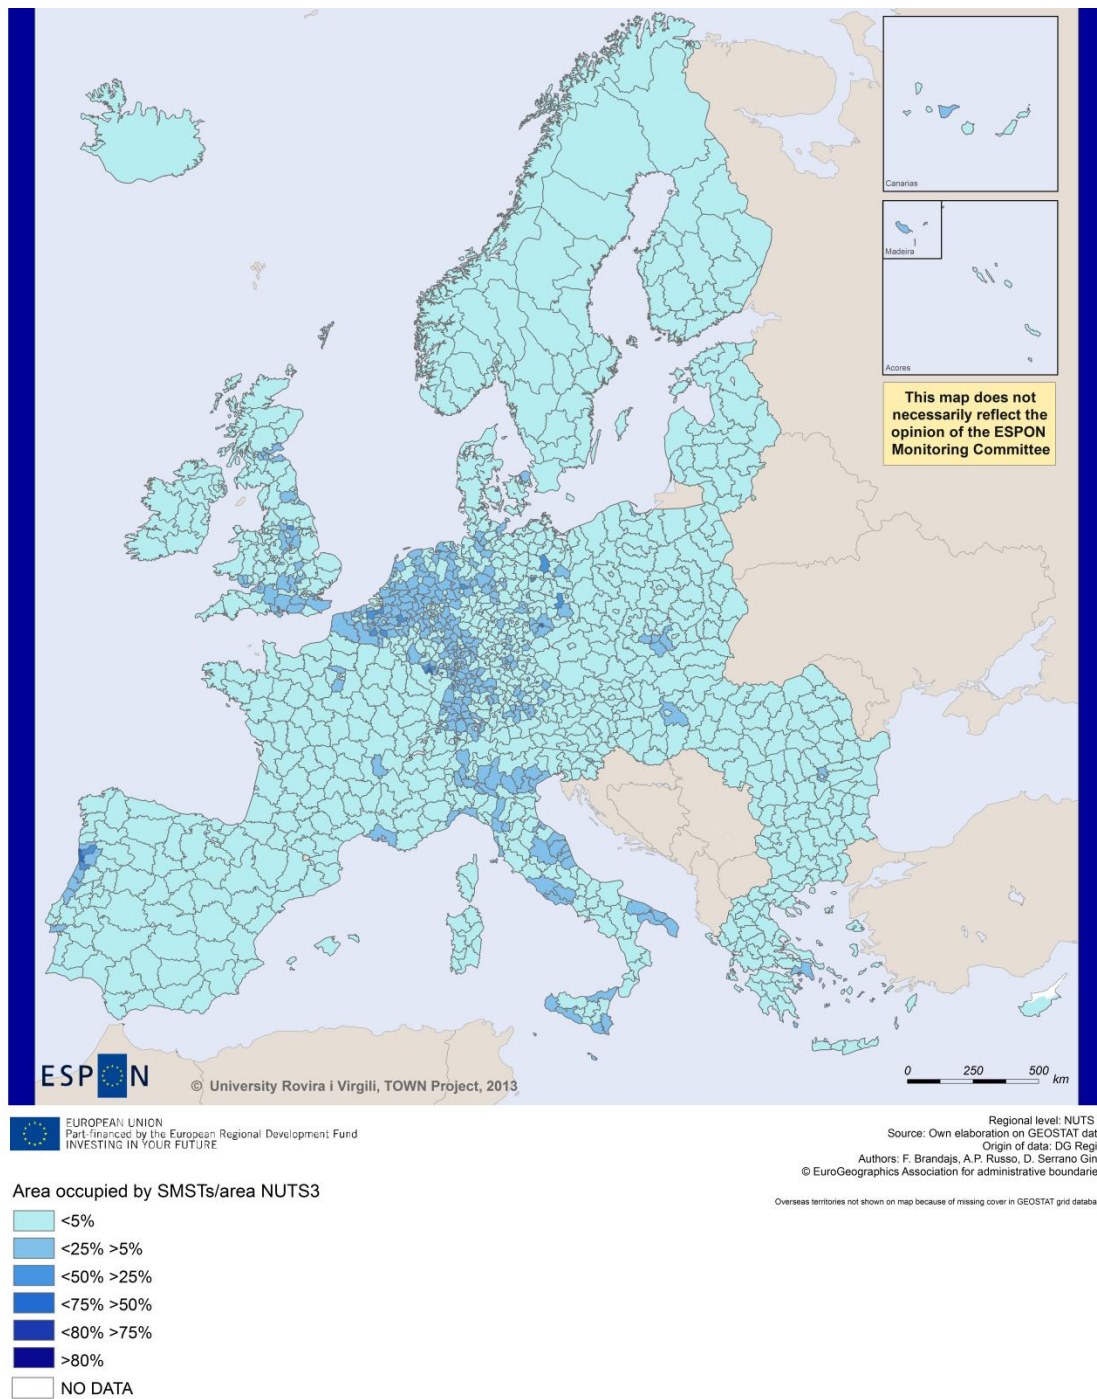 Canarias
Madeira
Acores
This map does not
necessarily reflect the
opinion of the ESPON
Monitoring Committee
ESPON
© University Rovira i Virgili, TOWN Project, 2013
0 250 500
km
EUROPEAN UNION
Part-financed by the European Regional Development Fund
INVESTING IN YOUR FUTURE
Regional level: NUTS
Source: Own elaboration on GEOSTAT dat
Origin of data: DG Regi
Authors: F. Brandajs, A.P. Russo, D. Serrano Gin
© EuroGeographics Association for administrative boundarie
Overseas territories not shown on map because of missing cover in GEOSTAT grid databa
Area occupied by SMSTs/area NUTS3
<5%
<25% >5%
<50% >25%
<75% >50%
<80% >75%
>80%
NO DATA